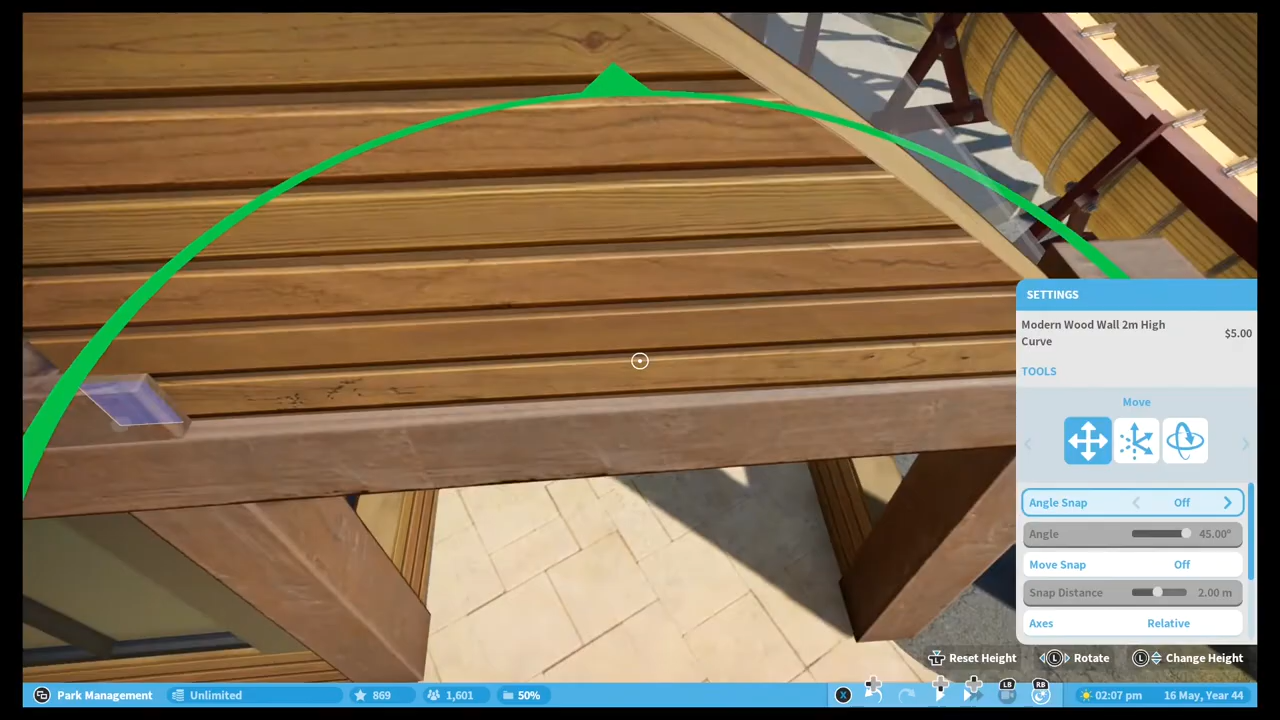 SETTINGS
Modern Wood Wall 2m High
Curve
$5.00
TOOLS
Move
Angle Snap Off
Angle 45.00°
Move Snap Off
Snap Distance 2.00 m
Axes Relative
L Reset Height L Rotate L Change Height
Park Management Unlimited 869 1,601 50% X LB RB 02:07 pm 16 May, Year 44